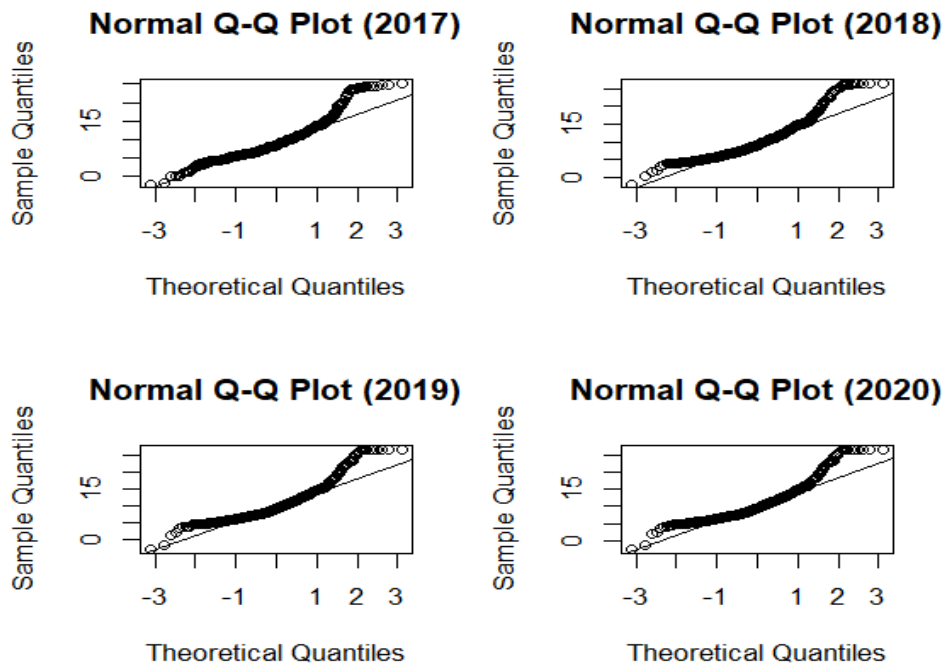 Normal Q-Q Plot (2017)
Sample Quantiles
15
0
-3
-1
1
2
3
Theoretical Quantiles
Normal Q-Q Plot (2018)
Sample Quantiles
15
0
-3
-1
1
2
3
Theoretical Quantiles
Normal Q-Q Plot (2019)
Sample Quantiles
15
0
-3
-1
1
2
3
Theoretical Quantiles
Normal Q-Q Plot (2020)
Sample Quantiles
15
0
-3
-1
1
2
3
Theoretical Quantiles